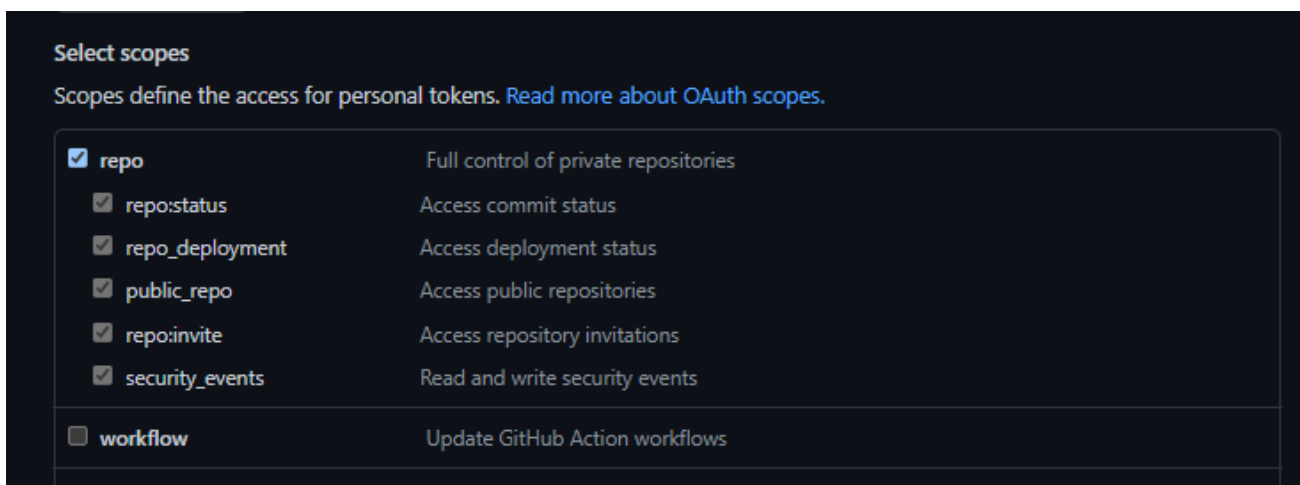 Select scopes
Scopes define the access for personal tokens. Read more about OAuth scopes.
repo Full control of private repositories
repo:status Access commit status
repo_deployment Access deployment status
public_repo Access public repositories
repo:invite Access repository invitations
security_events Read and write security events
workflow Update GitHub Action workflows